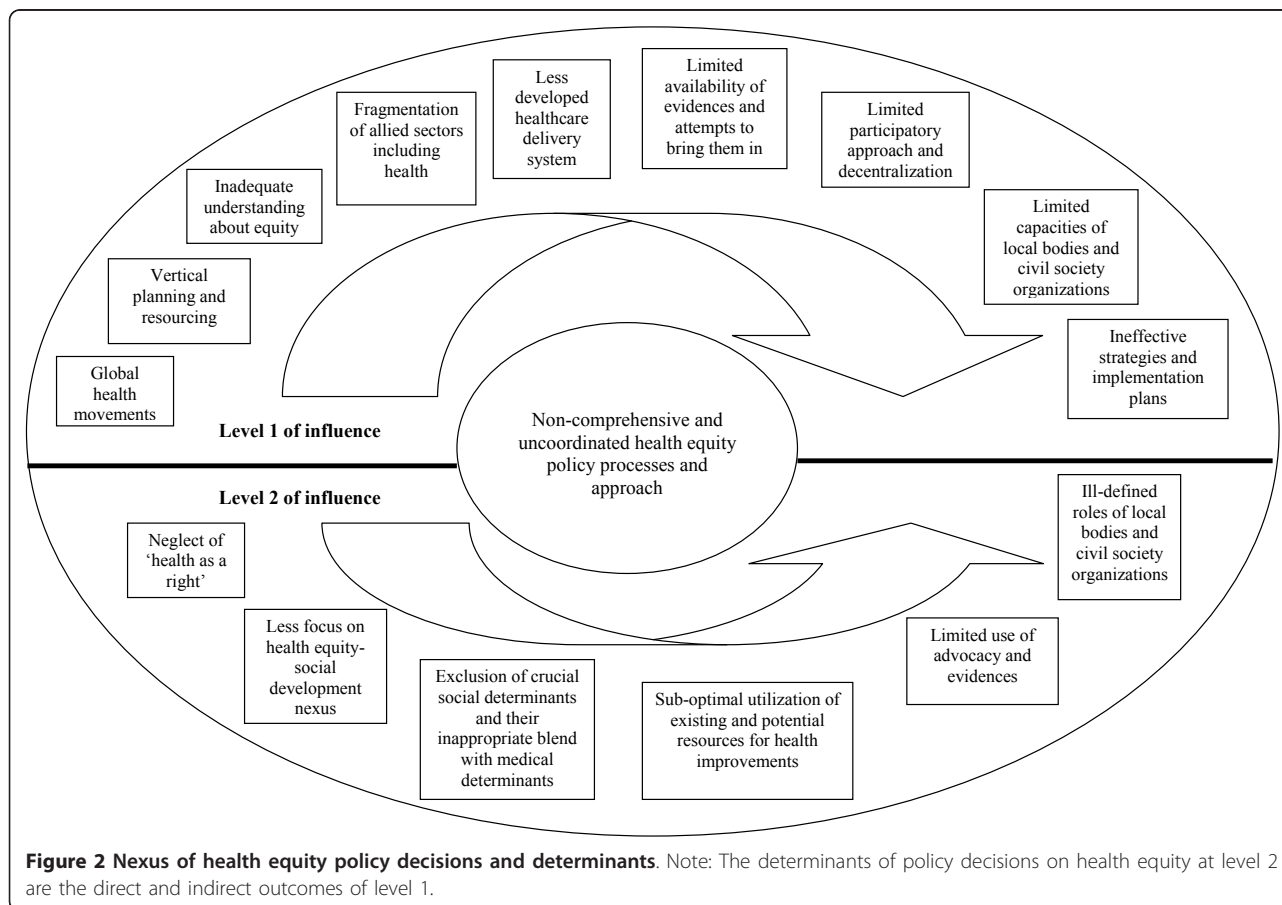 Limited
availability of
evidences and
attempts to
bring them in
Less
developed
healthcare
delivery
system
Fragmentation
of allied sectors
including
health
Limited
participatory
approach and
decentralization
Inadequate
understanding
about equity
Limited
capacities of
local bodies and
civil society
organizations
Vertical
planning and
resourcing
Ineffective
strategies and
implementation
plans
Global
health
movements
Level 1 of influence
Non-comprehensive and
uncoordinated health equity
policy processes and
approach
Level 2 of influence
Neglect of
‘health as a
right’
Less focus on
health equity-
social
development
nexus
Exclusion of crucial
social determinants
and their
inappropriate blend
with medical
determinants
Sub-optimal utilization of
existing and potential
resources for health
improvements
Limited use of
advocacy and
evidences
Ill-defined
roles of local
bodies and
civil society
organizations
Figure 2 Nexus of health equity policy decisions and determinants. Note: The determinants of policy decisions on health equity at level 2
are the direct and indirect outcomes of level 1.